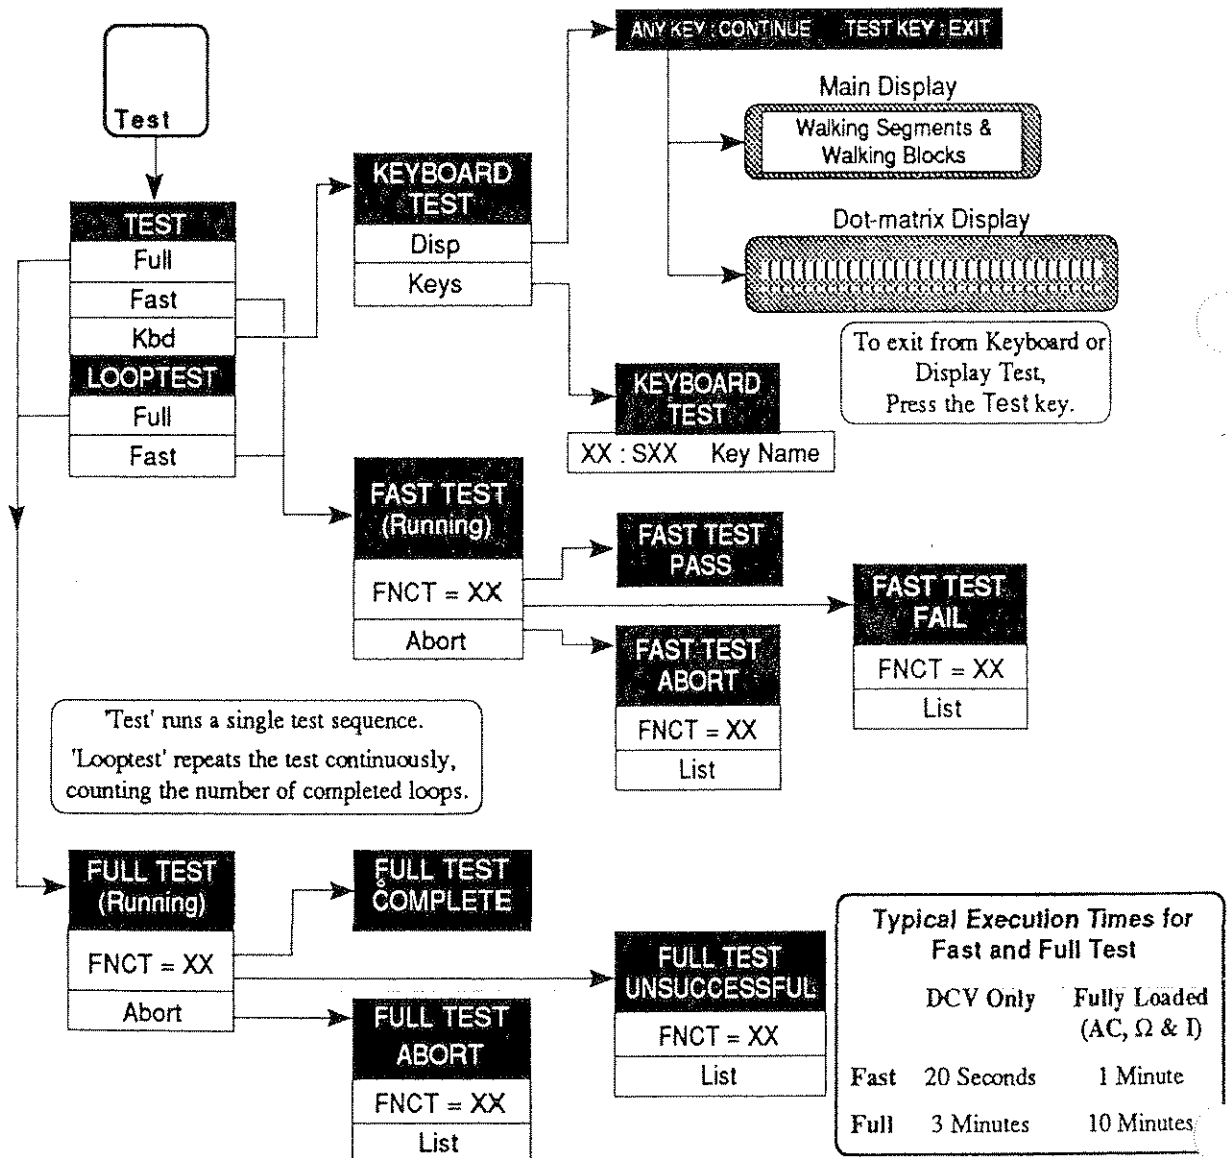 Test
TEST
Full
Fast
Kbd
LOOPTEST
Full
Fast
KEYBOARD
TEST
Disp
Keys
ANY KEY : CONTINUE TEST KEY : EXIT
Main Display
Walking Segments &
Walking Blocks
Dot-matrix Display
To exit from Keyboard or
Display Test,
Press the Test key.
KEYBOARD
TEST
XX : SXX Key Name
FAST TEST
(Running)
FNCT = XX
Abort
FAST TEST
PASS
FAST TEST
FAIL
FNCT = XX
List
FAST TEST
ABORT
FNCT = XX
List
'Test' runs a single test sequence.
'Looptest' repeats the test continuously,
counting the number of completed loops.
FULL TEST
(Running)
FNCT = XX
Abort
FULL TEST
COMPLETE
FULL TEST
UNSUCCESSFUL
FNCT = XX
List
FULL TEST
ABORT
FNCT = XX
List
Typical Execution Times for
Fast and Full Test
DCV Only Fully Loaded
(AC, Ω & I)
Fast 20 Seconds 1 Minute
Full 3 Minutes 10 Minutes